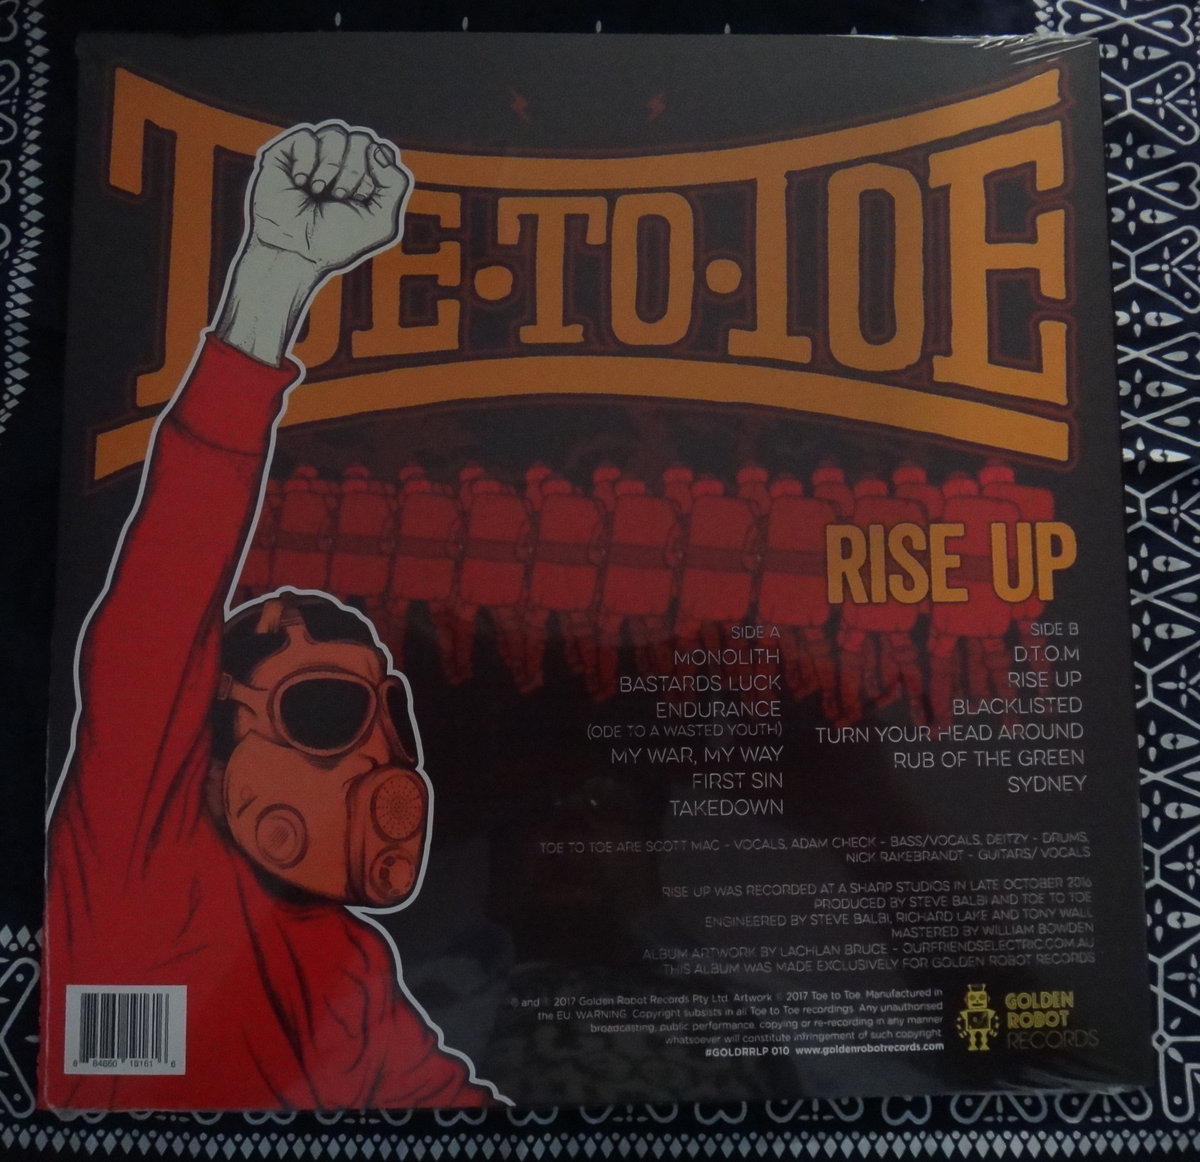 TOE·TO·TOE
RISE UP
SIDE A
MONOLITH
BASTARDS LUCK
ENDURANCE
(ODE TO A WASTED YOUTH)
MY WAR, MY WAY
FIRST SIN
TAKEDOWN
SIDE B
D.T.O.M
RISE UP
BLACKLISTED
TURN YOUR HEAD AROUND
RUB OF THE GREEN
SYDNEY
TOE TO TOE ARE SCOTT MAC - VOCALS, ADAM CHECK - BASS/VOCALS, DEITZY - DRUMS,
NICK RAKEBRANDT - GUITARS/ VOCALS
RISE UP WAS RECORDED AT A SHARP STUDIOS IN LATE OCTOBER 2016
PRODUCED BY STEVE BALBI AND TOE TO TOE
ENGINEERED BY STEVE BALBI, RICHARD LAKE AND TONY WALL
MASTERED BY WILLIAM BOWDEN
ALBUM ARTWORK BY LACHLAN BRUCE - OURFRIENDSELECTRIC.COM.AU
THIS ALBUM WAS MADE EXCLUSIVELY FOR GOLDEN ROBOT RECORDS
℗ and © 2017 Golden Robot Records Pty Ltd. Artwork © 2017 Toe to Toe. Manufactured in
the EU. WARNING. Copyright subsists in all Toe to Toe recordings. Any unauthorised
broadcasting, public performance, copying or re-recording in any manner
whatsoever will constitute infringement of such copyright.
#GOLDRRLP 010 www.goldenrobotrecords.com
GOLDEN
ROBOT
RECORDS